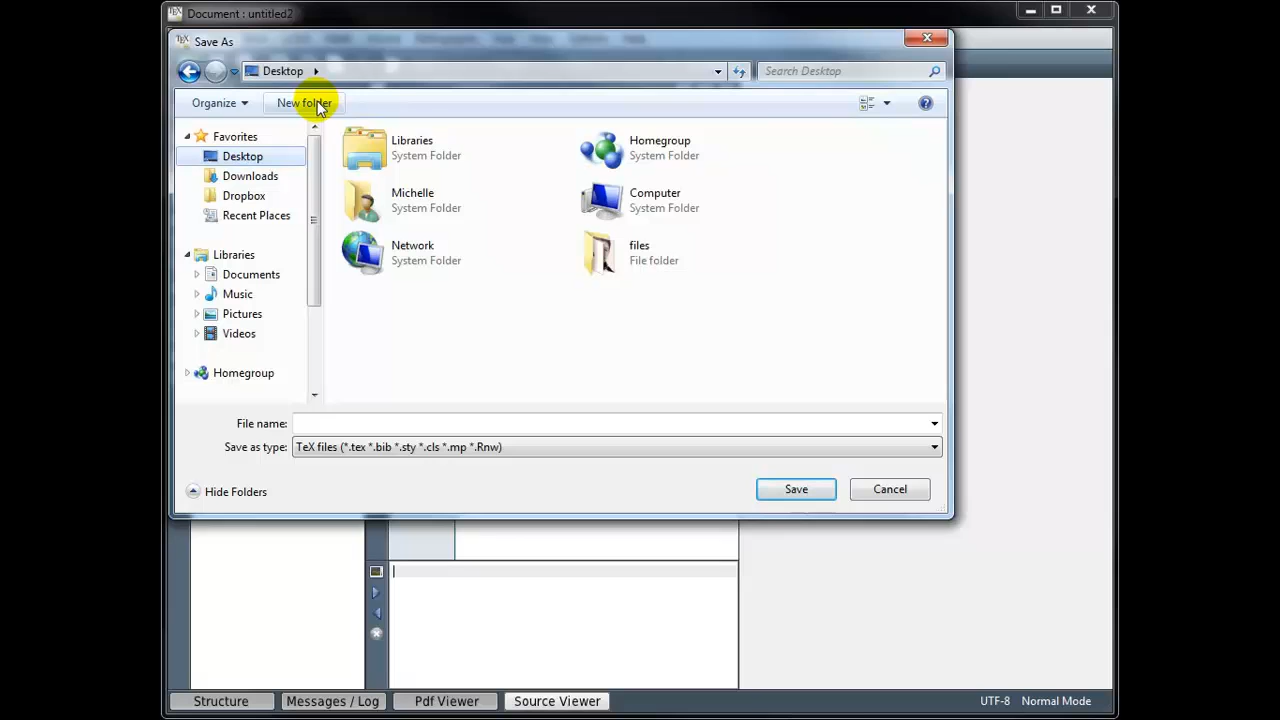 Document : untitled2
Save As
Desktop
Search Desktop
Organize
New folder
Favorites
Desktop
Downloads
Dropbox
Recent Places
Libraries
Documents
Music
Pictures
Videos
Homegroup
Libraries
System Folder
Homegroup
System Folder
Michelle
System Folder
Computer
System Folder
Network
System Folder
files
File folder
File name:
Save as type: TeX files (*.tex *.bib *.sty *.cls *.mp *.Rnw)
Hide Folders
Save
Cancel
Structure
Messages / Log
Pdf Viewer
Source Viewer
UTF-8
Normal Mode